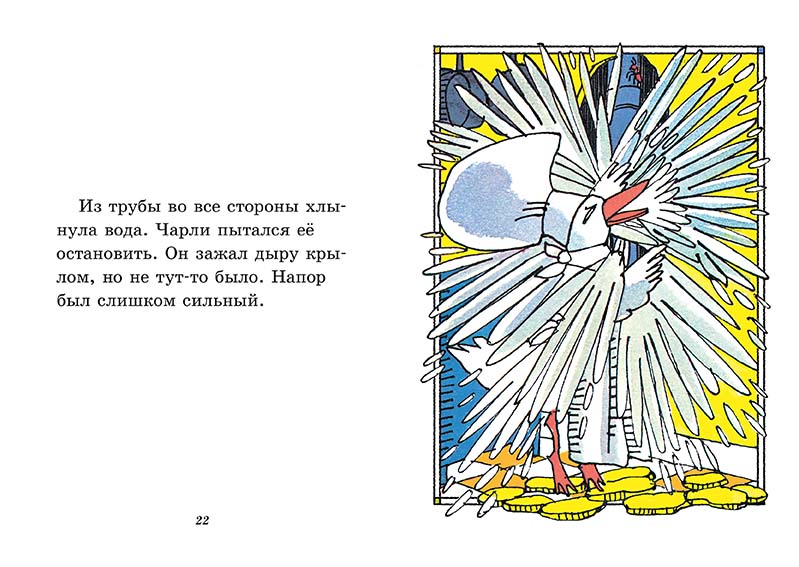 Из трубы во все стороны хлы-
нула вода. Чарли пытался её
остановить. Он зажал дыру кры-
лом, но не тут-то было. Напор
был слишком сильный.
22